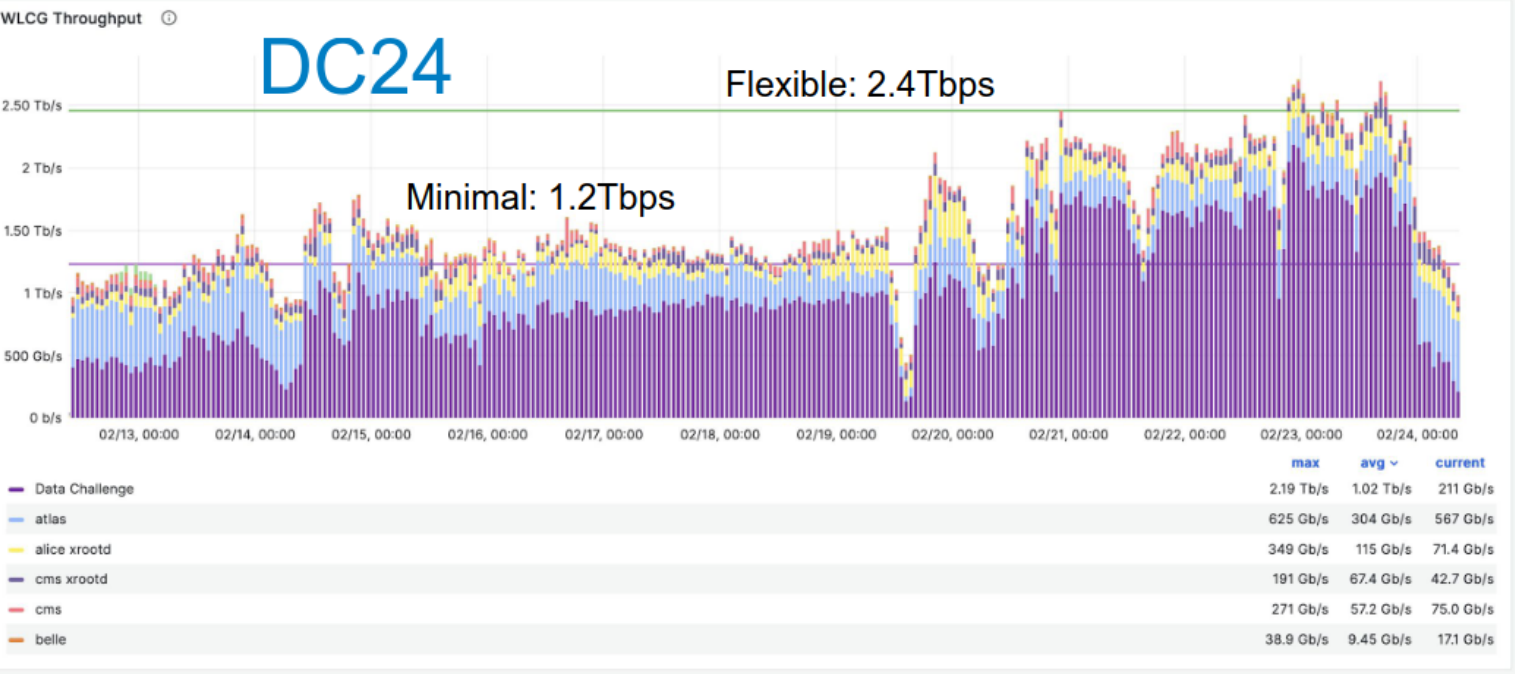 WLCG Throughput
DC24
Flexible: 2.4Tbps
2.50 Tb/s
2 Tb/s
Minimal: 1.2Tbps
1.50 Tb/s
1 Tb/s
500 Gb/s
0 b/s
02/13, 00:00 02/14, 00:00 02/15, 00:00 02/16, 00:00 02/17, 00:00 02/18, 00:00 02/19, 00:00 02/20, 00:00 02/21, 00:00 02/22, 00:00 02/23, 00:00 02/24, 00:00
max avg current
Data Challenge 2.19 Tb/s 1.02 Tb/s 211 Gb/s
atlas 625 Gb/s 304 Gb/s 567 Gb/s
alice xrootd 349 Gb/s 115 Gb/s 71.4 Gb/s
cms xrootd 191 Gb/s 67.4 Gb/s 42.7 Gb/s
cms 271 Gb/s 57.2 Gb/s 75.0 Gb/s
belle 38.9 Gb/s 9.45 Gb/s 17.1 Gb/s